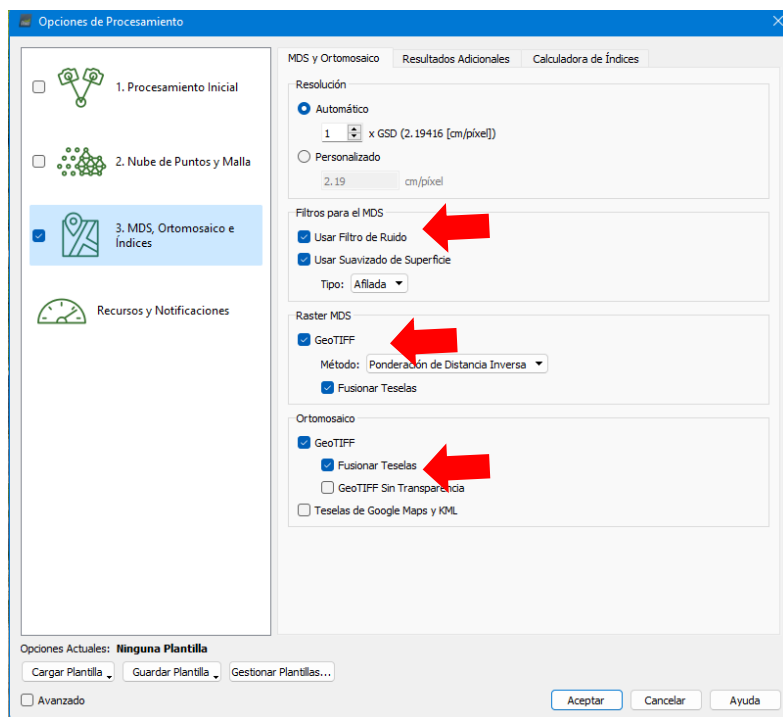 Opciones de Procesamiento
1. Procesamiento Inicial
2. Nube de Puntos y Malla
3. MDS, Ortomosaico e
Índices
Recursos y Notificaciones
MDS y Ortomosaico Resultados Adicionales Calculadora de Índices
Resolución
Automático
1 x GSD (2.19416 [cm/píxel])
Personalizado
2.19 cm/píxel
Filtros para el MDS
Usar Filtro de Ruido
Usar Suavizado de Superficie
Tipo: Afilada
Raster MDS
GeoTIFF
Método: Ponderación de Distancia Inversa
Fusionar Teselas
Ortomosaico
GeoTIFF
Fusionar Teselas
GeoTIFF Sin Transparencia
Teselas de Google Maps y KML
Opciones Actuales: Ninguna Plantilla
Cargar Plantilla Guardar Plantilla Gestionar Plantillas...
Avanzado Aceptar Cancelar Ayuda